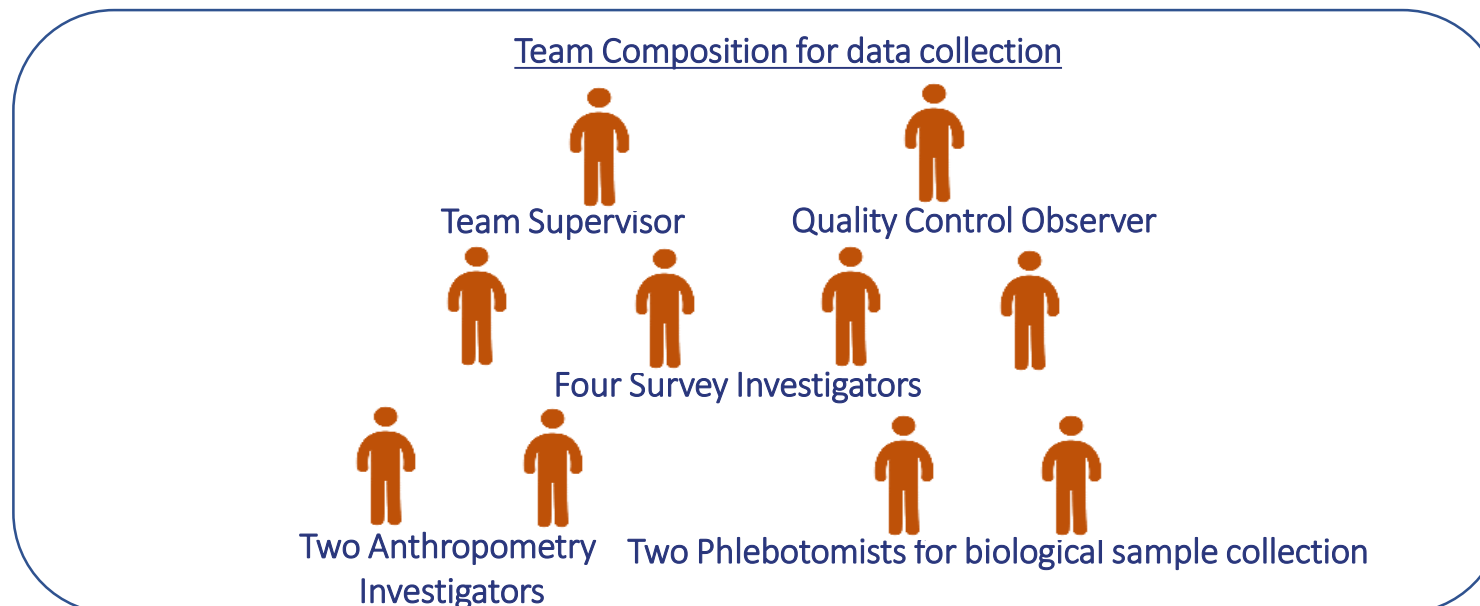 Team Composition for data collection
Team Supervisor
Quality Control Observer
Four Survey Investigators
Two Anthropometry
Investigators
Two Phlebotomists for biological sample collection